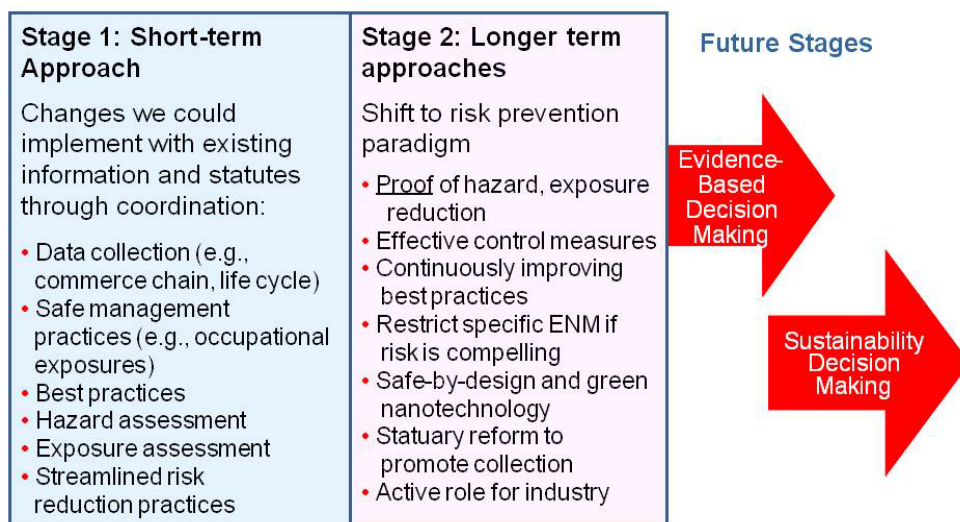 Stage 1: Short-term
Approach
Changes we could
implement with existing
information and statutes
through coordination:
• Data collection (e.g.,
commerce chain, life cycle)
• Safe management
practices (e.g., occupational
exposures)
• Best practices
• Hazard assessment
• Exposure assessment
• Streamlined risk
reduction practices
Stage 2: Longer term
approaches
Shift to risk prevention
paradigm
• Proof of hazard, exposure
reduction
• Effective control measures
• Continuously improving
best practices
• Restrict specific ENM if
risk is compelling
• Safe-by-design and green
nanotechnology
• Statuary reform to
promote collection
• Active role for industry
Future Stages
Evidence-
Based
Decision
Making
Sustainability
Decision
Making